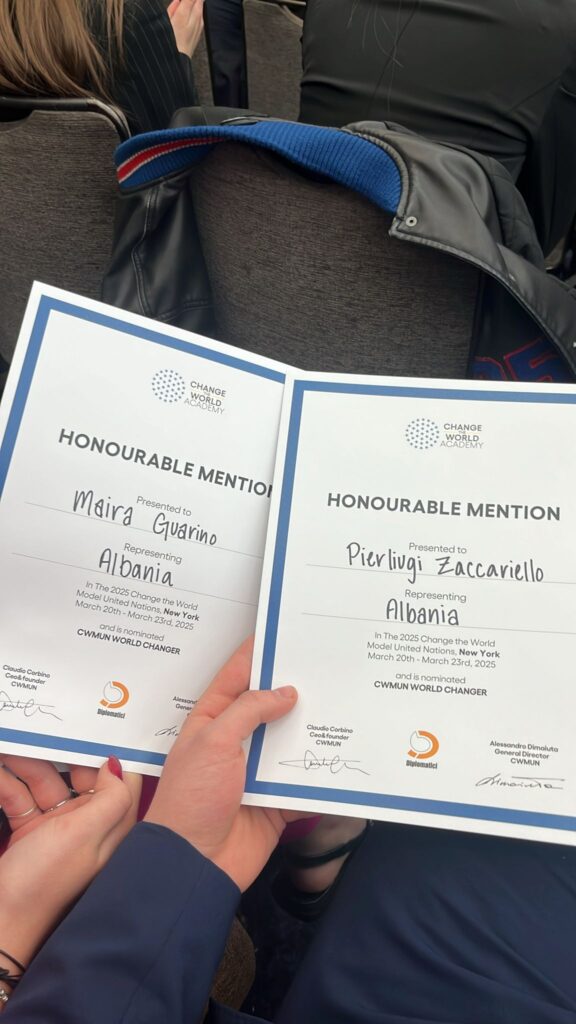 CHANGE
THE
WORLD
ACADEMY
HONOURABLE MENTION
Presented to
Maira Guarino
Representing
Albania
In The 2025 Change the World
Model United Nations, New York
March 20th - March 23rd, 2025
and is nominated
CWMUN WORLD CHANGER
Claudio Corbino
Ceo&founder
CWMUN
Diplomatici
CHANGE
THE
WORLD
ACADEMY
HONOURABLE MENTION
Presented to
Pierliugi Zaccariello
Representing
Albania
In The 2025 Change the World
Model United Nations, New York
March 20th - March 23rd, 2025
and is nominated
CWMUN WORLD CHANGER
Claudio Corbino
Ceo&founder
CWMUN
Diplomatici
Alessandro Dimaiuta
General Director
CWMUN